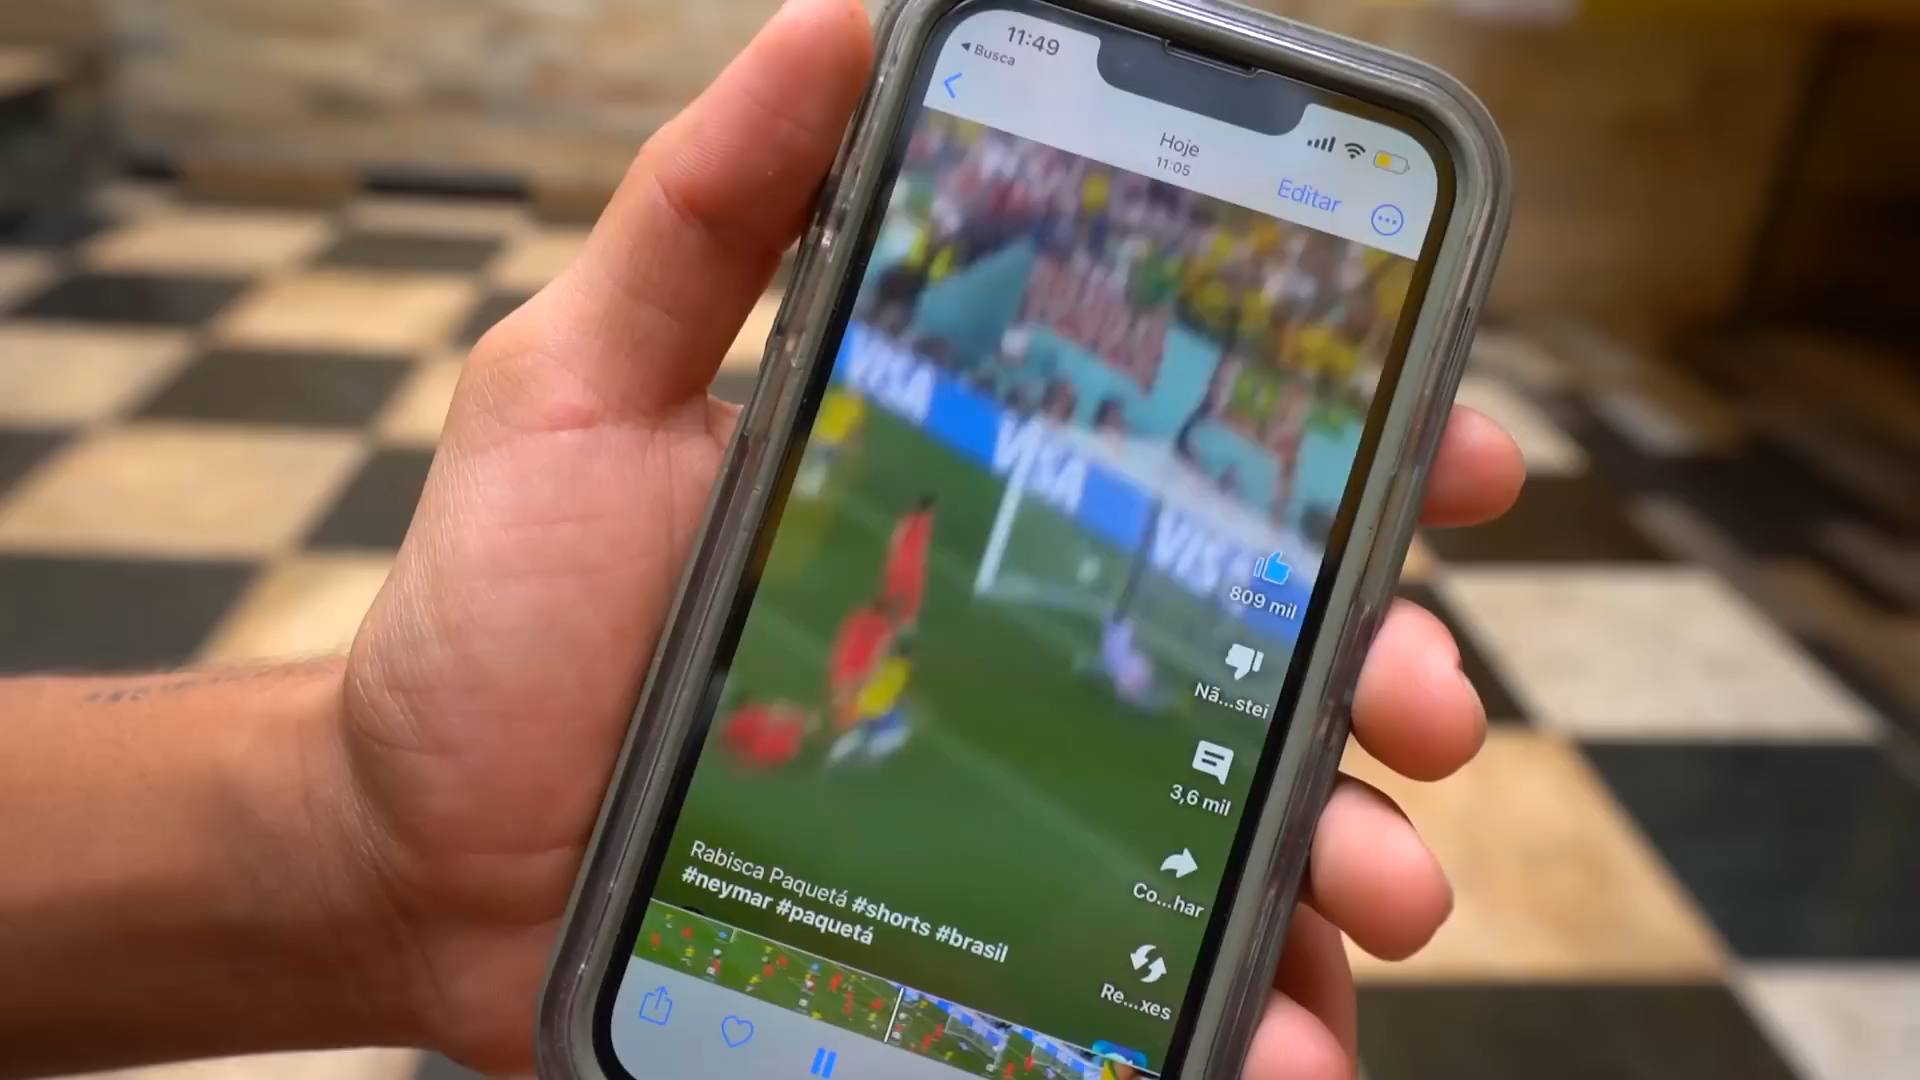 11:49
Busca
Hoje
11:05
Editar
VISA
VISA
VIS
809 mil
Nã...stei
3,6 mil
Co...har
Re...xes
Rabisca Paquetá #shorts #brasil
#neymar #paquetá